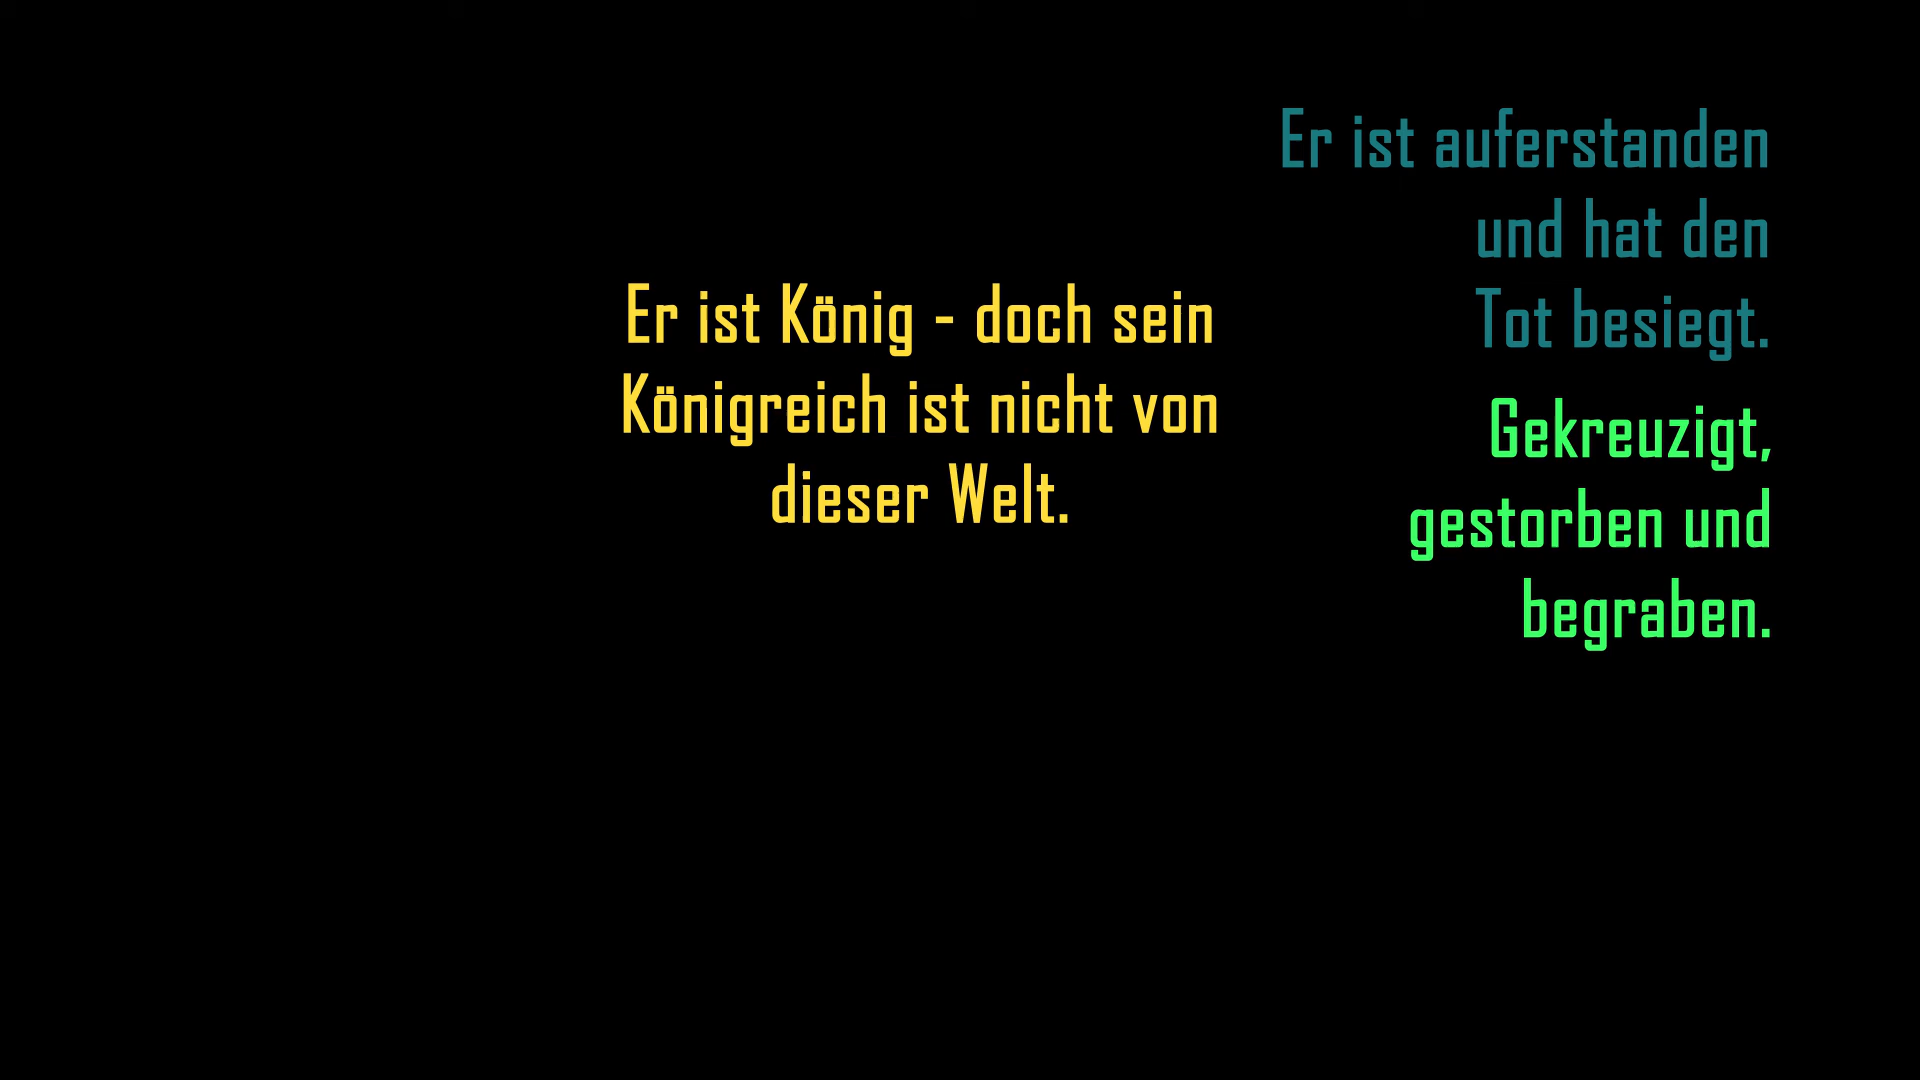 Er ist König - doch sein
Königreich ist nicht von
dieser Welt.
Er ist auferstanden
und hat den
Tot besiegt.
Gekreuzigt,
gestorben und
begraben.